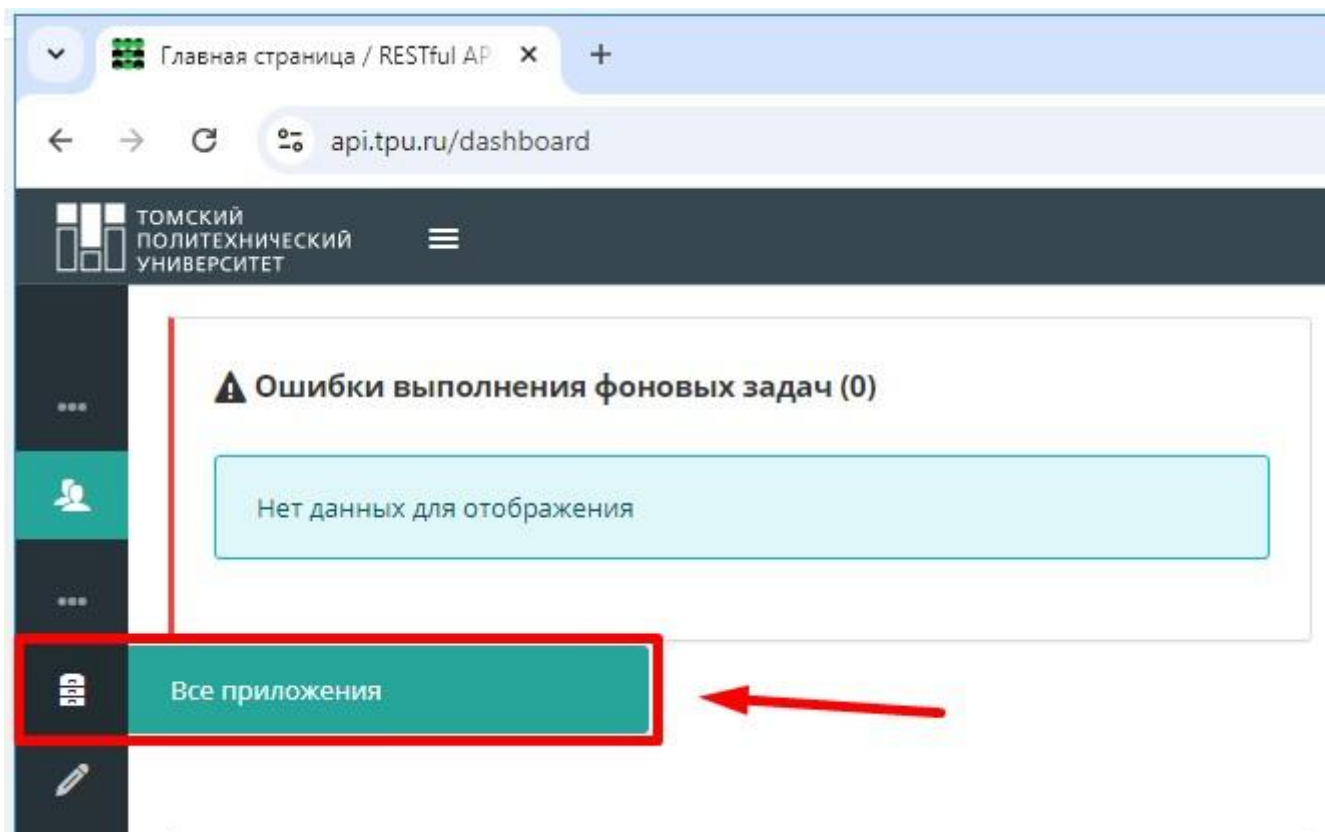 Главная страница / RESTful AP
api.tpu.ru/dashboard
ТОМСКИЙ
ПОЛИТЕХНИЧЕСКИЙ
УНИВЕРСИТЕТ
Ошибки выполнения фоновых задач (0)
Нет данных для отображения
Все приложения